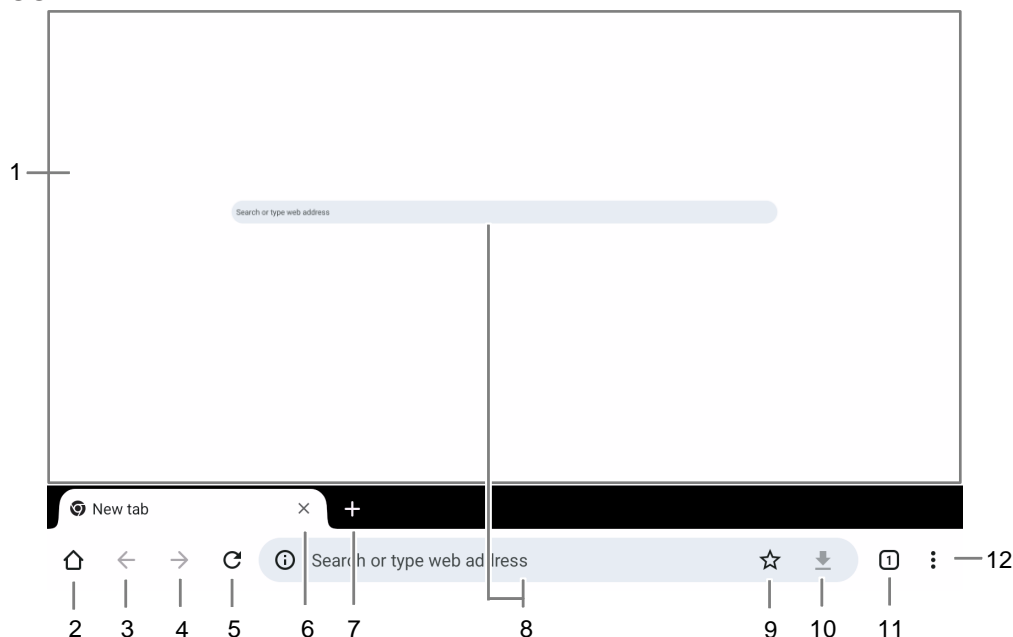 1
Search or type web address
New tab
Search or type web address
1
12
2 3 4 5 6 7 8 9 10 11